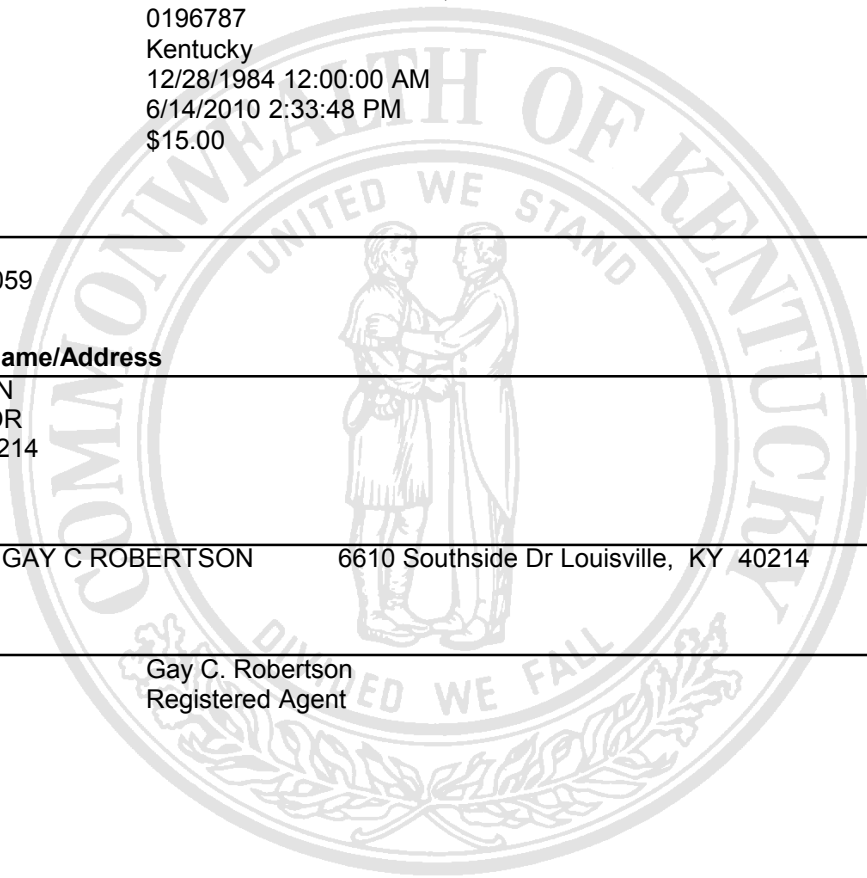 0196787
Kentucky
12/28/1984 12:00:00 AM
6/14/2010 2:33:48 PM
$15.00
COMMONWEALTH OF KENTUCKY
UNITED WE STAND
059
ame/Address
N
DR
214
GAY C ROBERTSON 6610 Southside Dr Louisville, KY 40214
DIVIDED WE FALL
Gay C. Robertson
Registered Agent